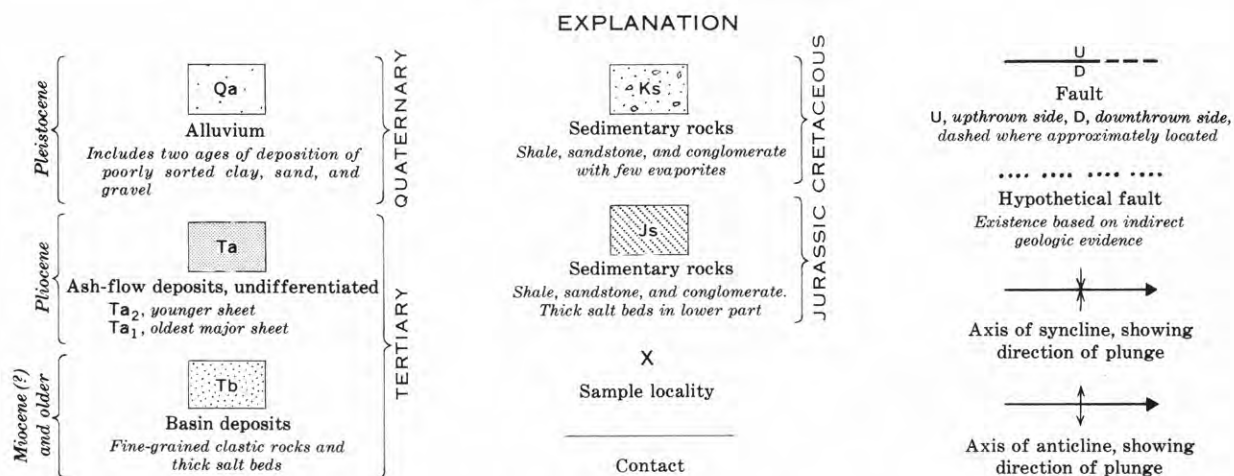 EXPLANATION
Pleistocene
Qa
Alluvium
Includes two ages of deposition of
poorly sorted clay, sand, and
gravel
QUATERNARY
Pliocene
Ta
Ash-flow deposits, undifferentiated
Ta2, younger sheet
Ta1, oldest major sheet
Miocene (?)
and older
Tb
Basin deposits
Fine-grained clastic rocks and
thick salt beds
TERTIARY
Ks
Sedimentary rocks
Shale, sandstone, and conglomerate
with few evaporites
CRETACEOUS
Js
Sedimentary rocks
Shale, sandstone, and conglomerate.
Thick salt beds in lower part
JURASSIC
X
Sample locality
Contact
U
D
Fault
U, upthrown side, D, downthrown side,
dashed where approximately located
Hypothetical fault
Existence based on indirect
geologic evidence
Axis of syncline, showing
direction of plunge
Axis of anticline, showing
direction of plunge